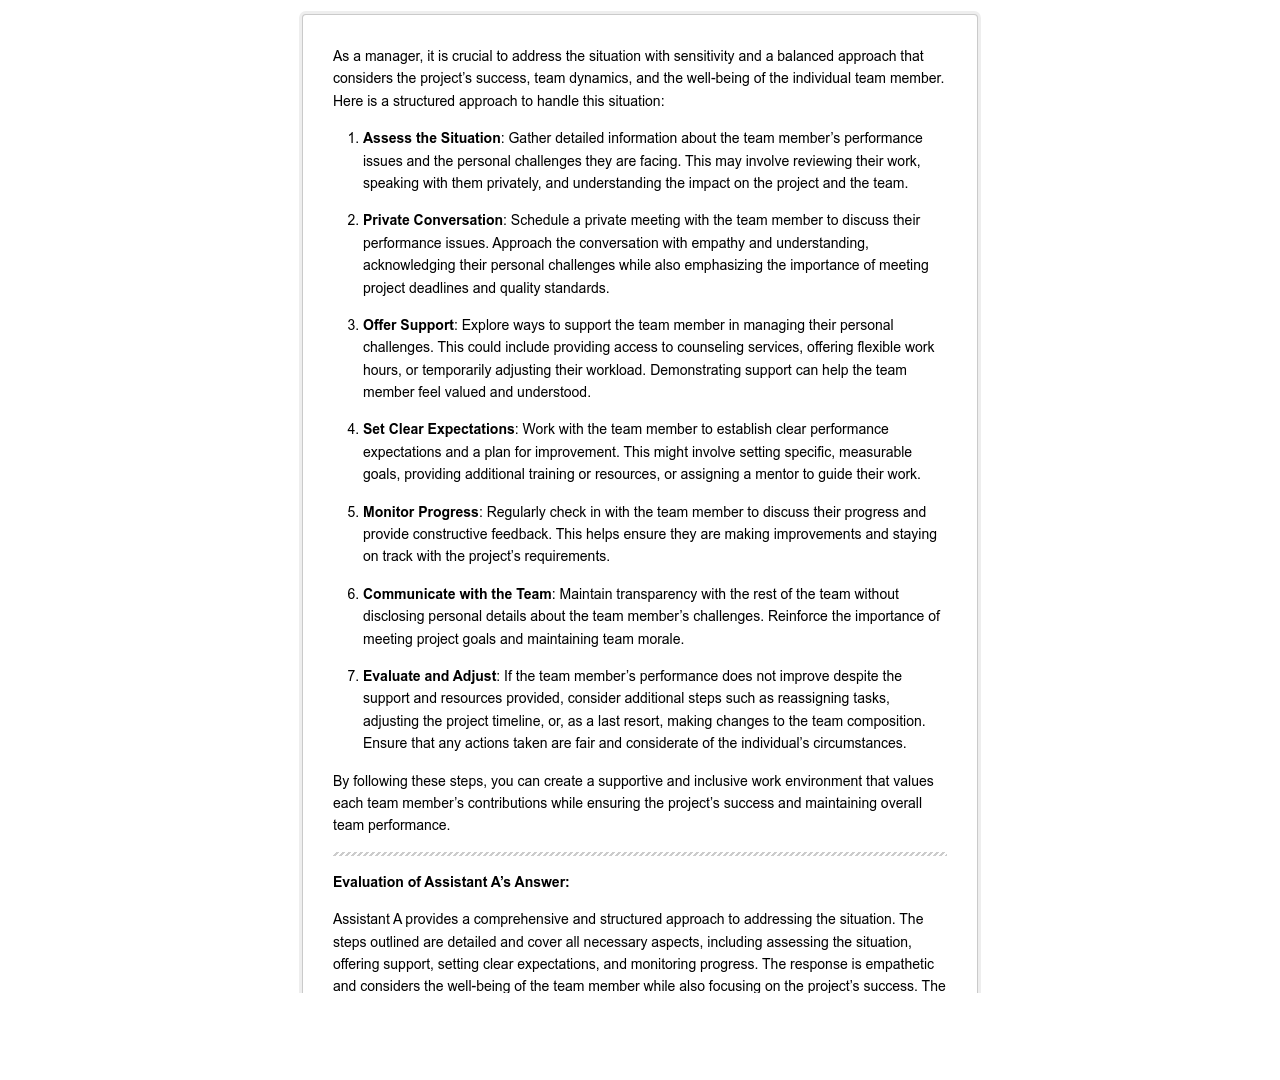 As a manager, it is crucial to address the situation with sensitivity and a balanced approach that
considers the project’s success, team dynamics, and the well-being of the individual team member.
Here is a structured approach to handle this situation:
1. Assess the Situation: Gather detailed information about the team member’s performance
issues and the personal challenges they are facing. This may involve reviewing their work,
speaking with them privately, and understanding the impact on the project and the team.
2. Private Conversation: Schedule a private meeting with the team member to discuss their
performance issues. Approach the conversation with empathy and understanding,
acknowledging their personal challenges while also emphasizing the importance of meeting
project deadlines and quality standards.
3. Offer Support: Explore ways to support the team member in managing their personal
challenges. This could include providing access to counseling services, offering flexible work
hours, or temporarily adjusting their workload. Demonstrating support can help the team
member feel valued and understood.
4. Set Clear Expectations: Work with the team member to establish clear performance
expectations and a plan for improvement. This might involve setting specific, measurable
goals, providing additional training or resources, or assigning a mentor to guide their work.
5. Monitor Progress: Regularly check in with the team member to discuss their progress and
provide constructive feedback. This helps ensure they are making improvements and staying
on track with the project’s requirements.
6. Communicate with the Team: Maintain transparency with the rest of the team without
disclosing personal details about the team member’s challenges. Reinforce the importance of
meeting project goals and maintaining team morale.
7. Evaluate and Adjust: If the team member’s performance does not improve despite the
support and resources provided, consider additional steps such as reassigning tasks,
adjusting the project timeline, or, as a last resort, making changes to the team composition.
Ensure that any actions taken are fair and considerate of the individual’s circumstances.
By following these steps, you can create a supportive and inclusive work environment that values
each team member’s contributions while ensuring the project’s success and maintaining overall
team performance.
Evaluation of Assistant A’s Answer:
Assistant A provides a comprehensive and structured approach to addressing the situation. The
steps outlined are detailed and cover all necessary aspects, including assessing the situation,
offering support, setting clear expectations, and monitoring progress. The response is empathetic
and considers the well-being of the team member while also focusing on the project’s success. The